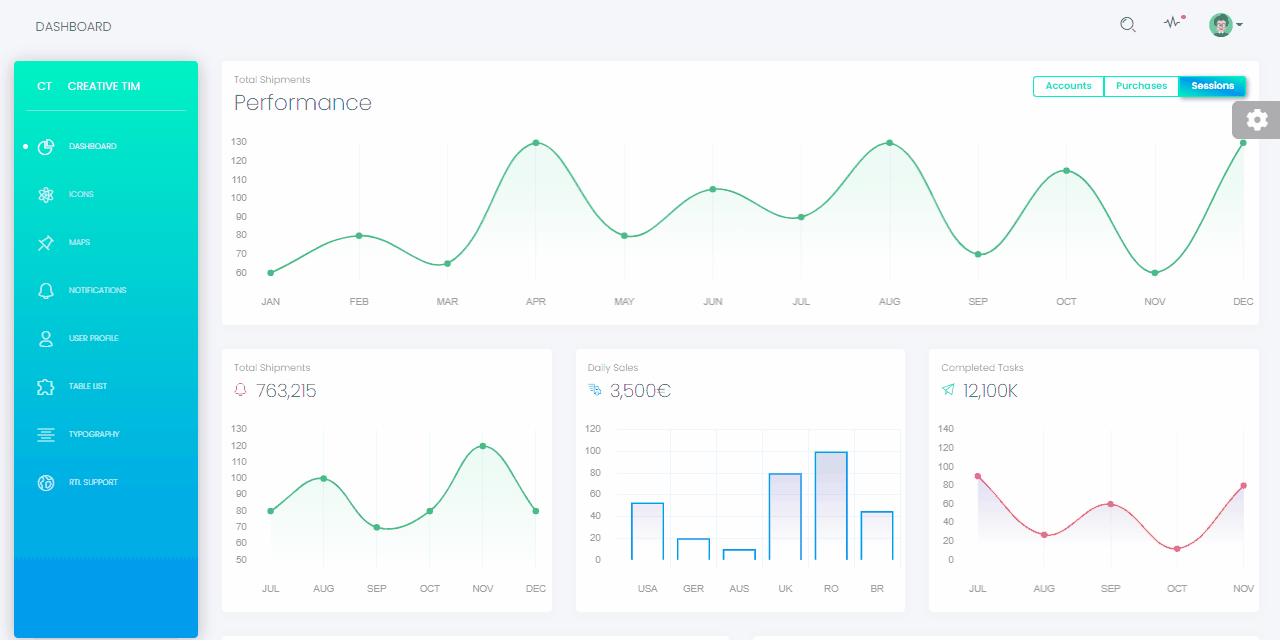 DASHBOARD
CT CREATIVE TIM
DASHBOARD
ICONS
MAPS
NOTIFICATIONS
USER PROFILE
TABLE LIST
TYPOGRAPHY
RTL SUPPORT
Total Shipments
Performance
Accounts Purchases Sessions
130
120
110
100
90
80
70
60
JAN FEB MAR APR MAY JUN JUL AUG SEP OCT NOV DEC
Total Shipments
763,215
130
120
110
100
90
80
70
60
50
JUL AUG SEP OCT NOV DEC
Daily Sales
3,500€
120
100
80
60
40
20
0
USA GER AUS UK RO BR
Completed Tasks
12,100K
140
120
100
80
60
40
20
0
JUL AUG SEP OCT NOV